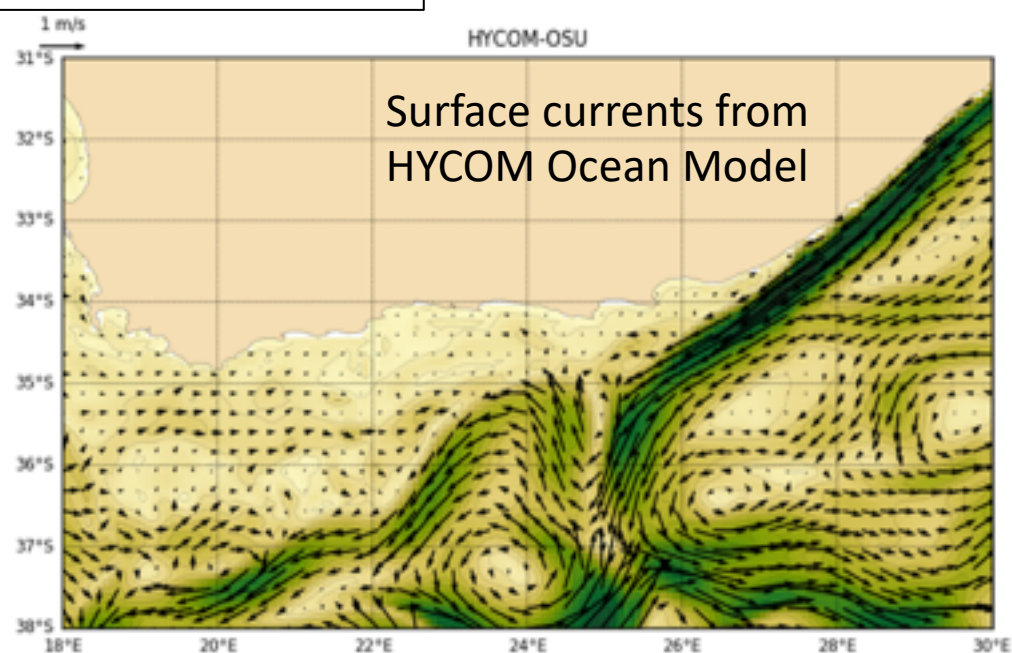 1 m/s
HYCOM-OSU
Surface currents from
HYCOM Ocean Model
31°S
32°S
33°S
34°S
35°S
36°S
37°S
38°S
18°E
20°E
22°E
24°E
26°E
28°E
30°E